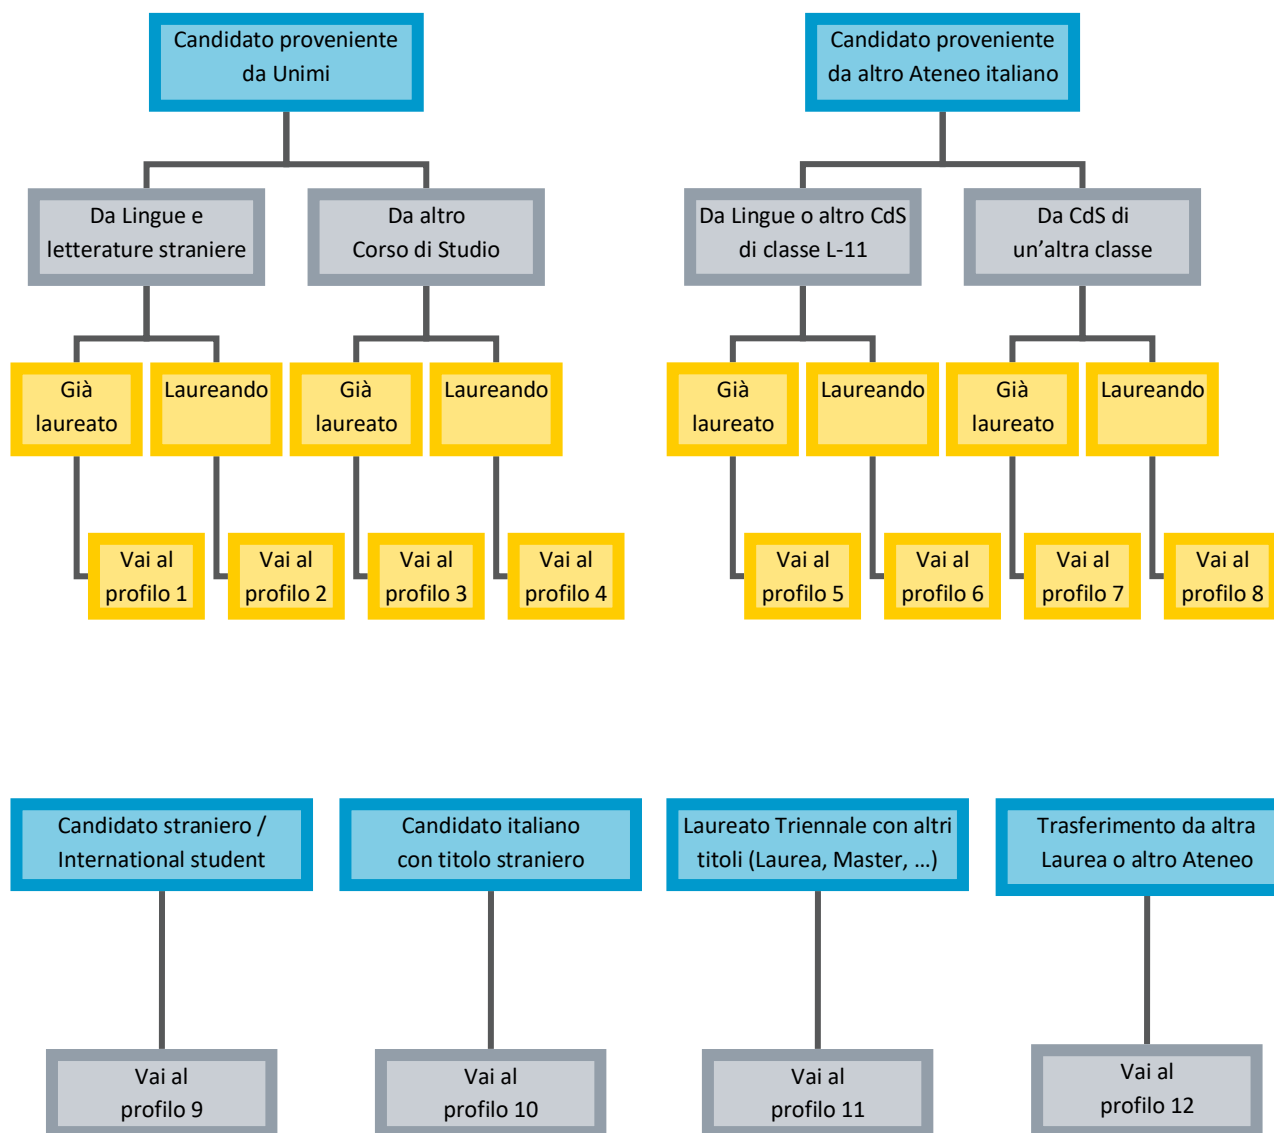 Candidato proveniente
da Unimi
Candidato proveniente
da altro Ateneo italiano
Da Lingue e
letterature straniere
Da altro
Corso di Studio
Da Lingue o altro CdS
di classe L-11
Da CdS di
un’altra classe
Già
laureato
Laureando
Già
laureato
Laureando
Già
laureato
Laureando
Già
laureato
Laureando
Vai al
profilo 1
Vai al
profilo 2
Vai al
profilo 3
Vai al
profilo 4
Vai al
profilo 5
Vai al
profilo 6
Vai al
profilo 7
Vai al
profilo 8
Candidato straniero /
International student
Candidato italiano
con titolo straniero
Laureato Triennale con altri
titoli (Laurea, Master, …)
Trasferimento da altra
Laurea o altro Ateneo
Vai al
profilo 9
Vai al
profilo 10
Vai al
profilo 11
Vai al
profilo 12